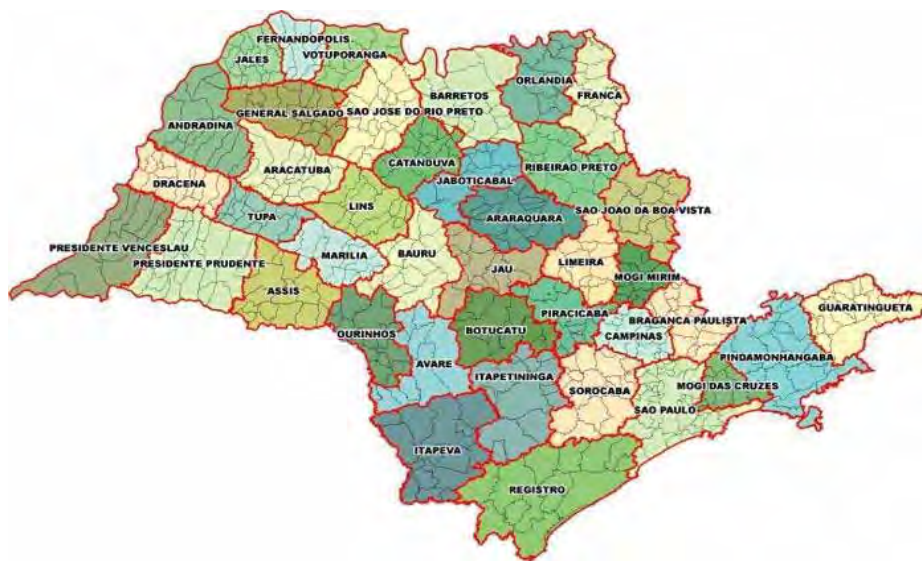 FERNANDOPOLIS
VOTUPORANGA
JALES
ORLANDIA
FRANCA
BARRETOS
GENERAL SALGADO
SAO JOSE DO RIO PRETO
ANDRADINA
CATANDUVA
RIBEIRAO PRETO
ARACATUBA
JABOTICABAL
DRACENA
LINS
SAO JOAO DA BOA VISTA
TUPA
ARARAQUARA
PRESIDENTE VENCESLAU
MARILIA
BAURU
PRESIDENTE PRUDENTE
LIMEIRA
JAU
MOGI MIRIM
ASSIS
GUARATINGUETA
PIRACICABA
BRAGANCA PAULISTA
OURINHOS
BOTUCATU
CAMPINAS
PINDAMONHANGABA
AVARE
ITAPETININGA
SOROCABA
MOGI DAS CRUZES
SAO PAULO
ITAPEVA
REGISTRO